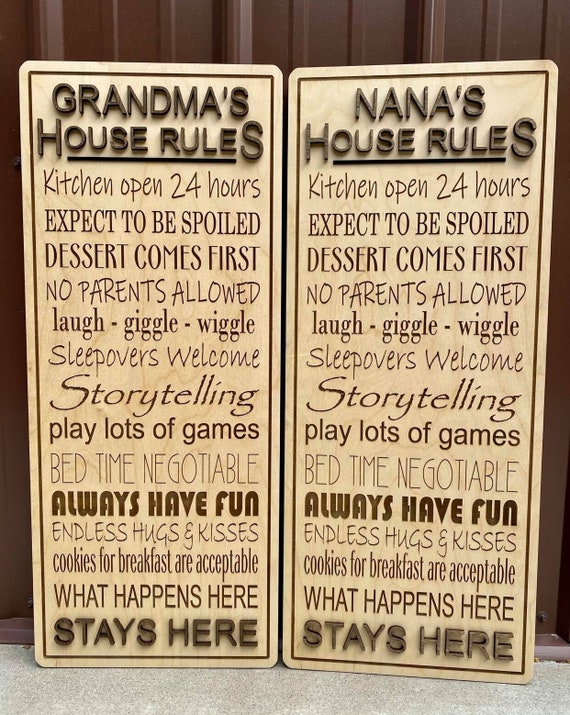 GRANDMA'S
HOUSE RULES
Kitchen open 24 hours
EXPECT TO BE SPOILED
DESSERT COMES FIRST
NO PARENTS ALLOWED
laugh - giggle - wiggle
Sleepovers Welcome
Storytelling
play lots of games
BED TIME NEGOTIABLE
ALWAYS HAVE FUN
ENDLESS HUGS & KISSES
cookies for breakfast are acceptable
WHAT HAPPENS HERE
STAYS HERE
NANA'S
HOUSE RULES
Kitchen open 24 hours
EXPECT TO BE SPOILED
DESSERT COMES FIRST
NO PARENTS ALLOWED
laugh - giggle - wiggle
Sleepovers Welcome
Storytelling
play lots of games
BED TIME NEGOTIABLE
ALWAYS HAVE FUN
ENDLESS HUGS & KISSES
cookies for breakfast are acceptable
WHAT HAPPENS HERE
STAYS HERE